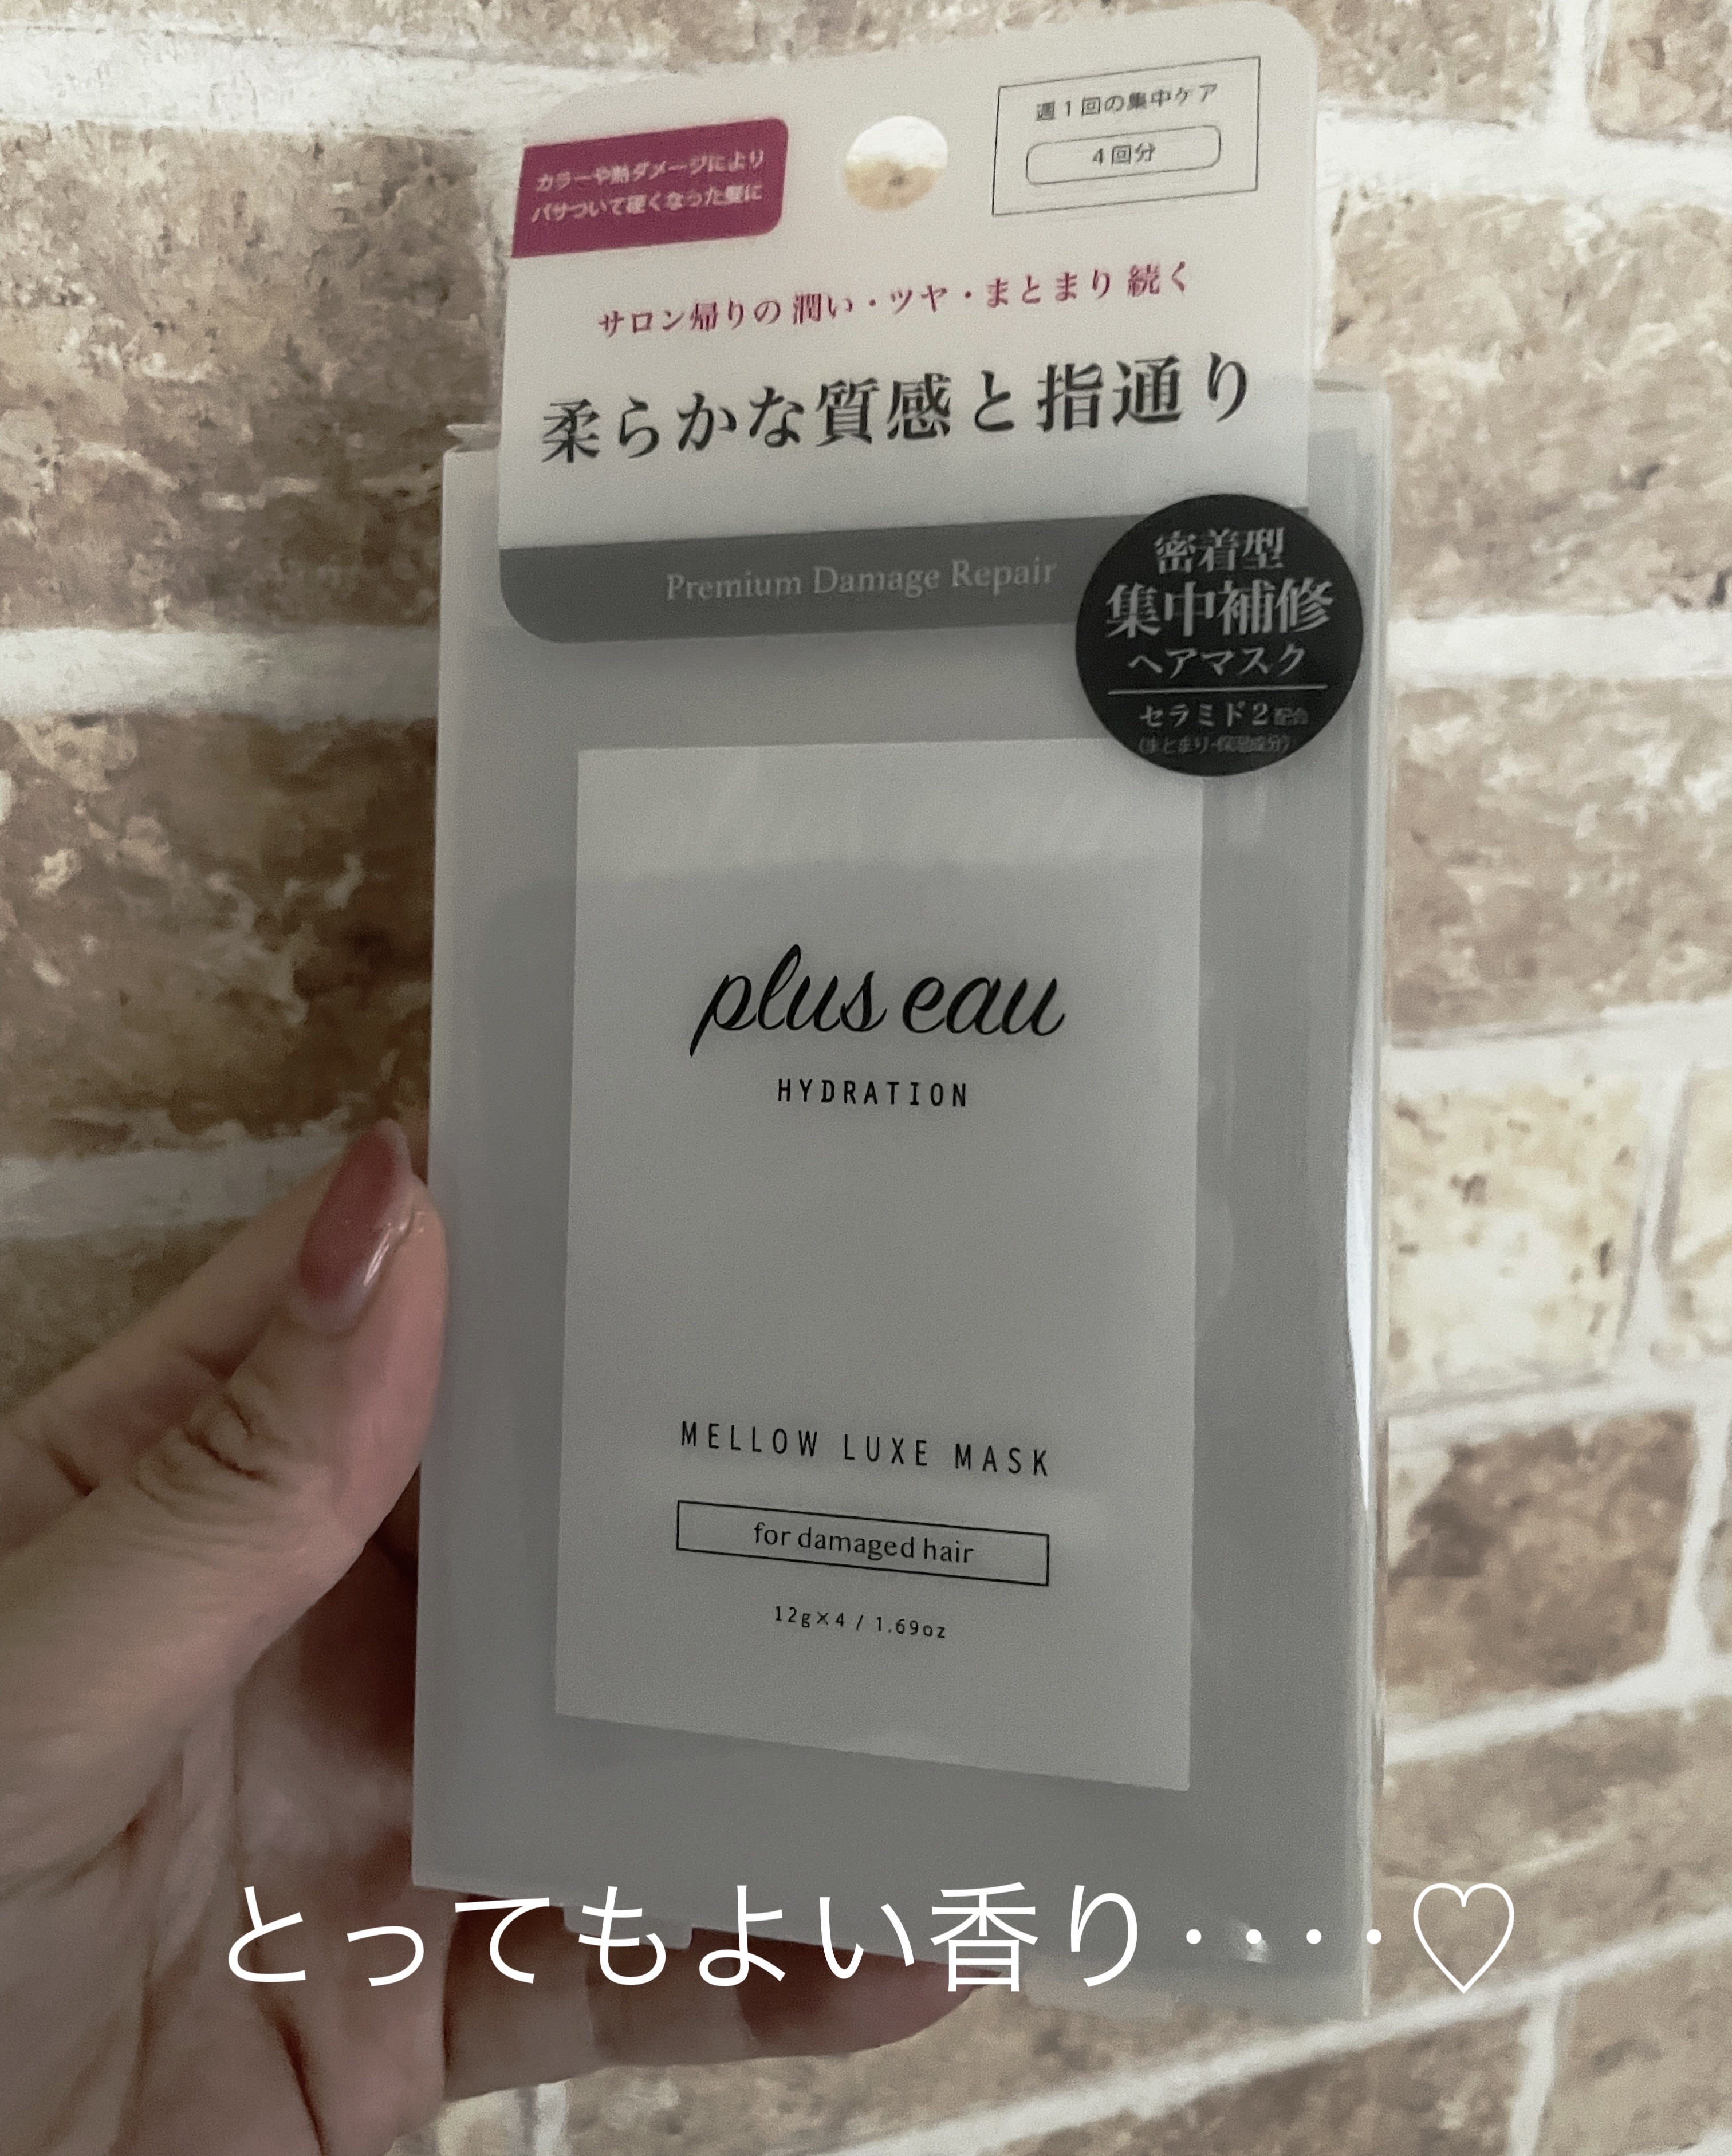 カラーや熱ダメージにより
パサついて硬くなった髪に
週1回の集中ケア
4回分
サロン帰りの 潤い・ツヤ・まとまり 続く
柔らかな質感と指通り
Premium Damage Repair
密着型
集中補修
ヘアマスク
セラミド2配合
(まとまり・保湿成分)
plus eau
HYDRATION
MELLOW LUXE MASK
for damaged hair
12g×4 / 1.69oz
とってもよい香り････♡